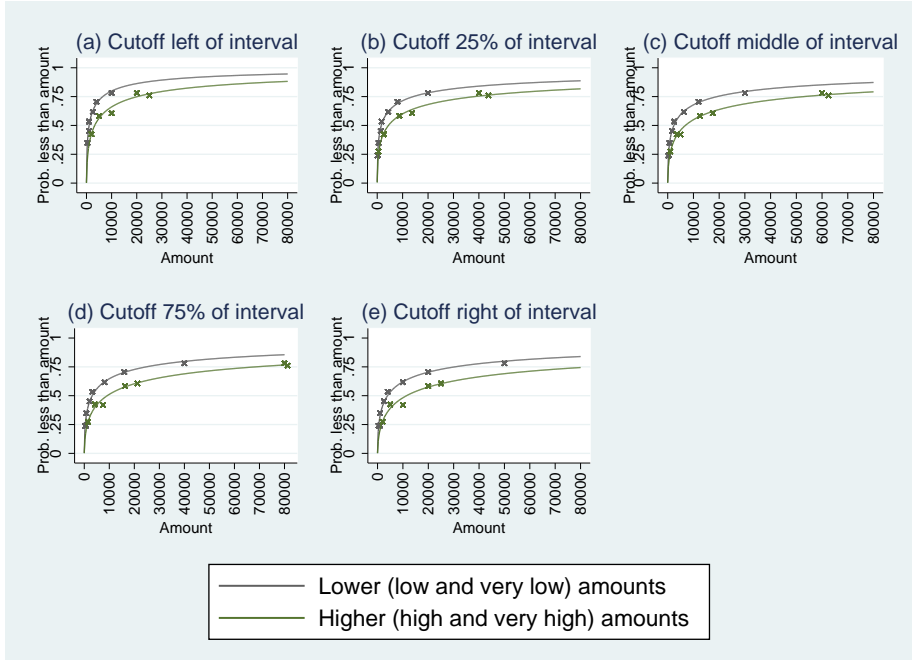 (a) Cutoff left of interval
(b) Cutoff 25% of interval
(c) Cutoff middle of interval
Prob. less than amount
0 .25 .5 .75 1
0 10000 20000 30000 40000 50000 60000 70000 80000
Amount
Prob. less than amount
0 .25 .5 .75 1
0 10000 20000 30000 40000 50000 60000 70000 80000
Amount
Prob. less than amount
0 .25 .5 .75 1
0 10000 20000 30000 40000 50000 60000 70000 80000
Amount
(d) Cutoff 75% of interval
(e) Cutoff right of interval
Prob. less than amount
0 .25 .5 .75 1
0 10000 20000 30000 40000 50000 60000 70000 80000
Amount
Prob. less than amount
0 .25 .5 .75 1
0 10000 20000 30000 40000 50000 60000 70000 80000
Amount
Lower (low and very low) amounts
Higher (high and very high) amounts